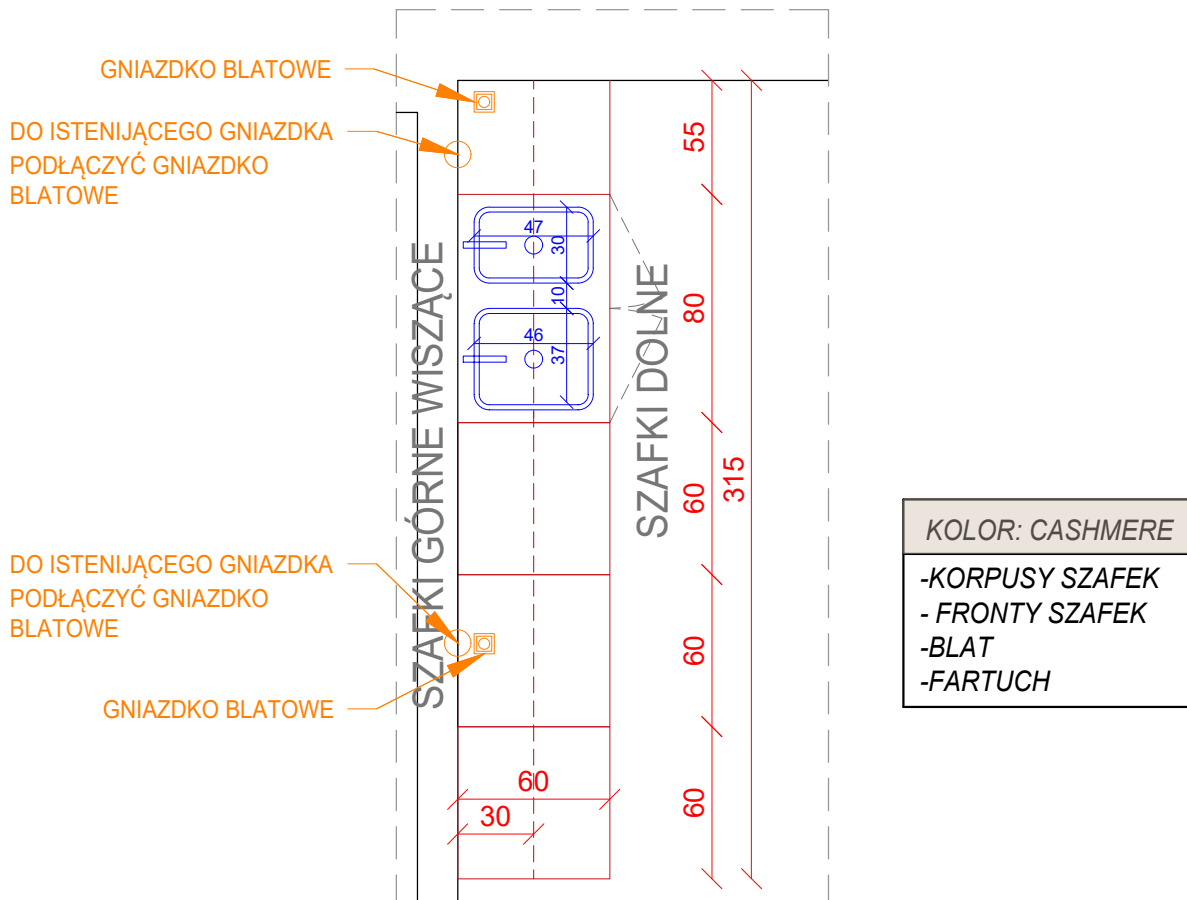 GNIAZDKO BLATOWE
DO ISTENIJĄCEGO GNIAZDKA
PODŁĄCZYĆ GNIAZDKO
BLATOWE
55
47
30
10
46
37
80
SZAFKI GÓRNE WISZĄCE
SZAFKI DOLNE
60
315
KOLOR: CASHMERE
-KORPUSY SZAFEK
- FRONTY SZAFEK
-BLAT
-FARTUCH
DO ISTENIJĄCEGO GNIAZDKA
PODŁĄCZYĆ GNIAZDKO
BLATOWE
60
GNIAZDKO BLATOWE
60
30
60